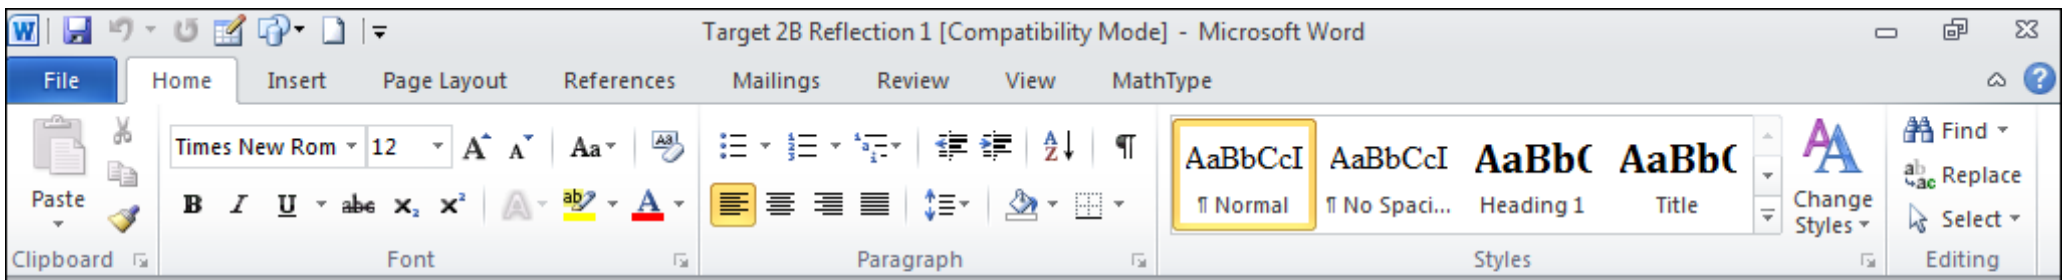 Target 2B Reflection 1 [Compatibility Mode] - Microsoft Word
File Home Insert Page Layout References Mailings Review View MathType
Times New Rom 12 A A Aa Aa
AaBbCcI AaBbCcI AaBb( AaBb(
¶ Normal ¶ No Spaci... Heading 1 Title
Paste
B I U abc x₂ x² A ab A
Change
Styles
Find
Replace
Select
Clipboard Font Paragraph Styles Editing